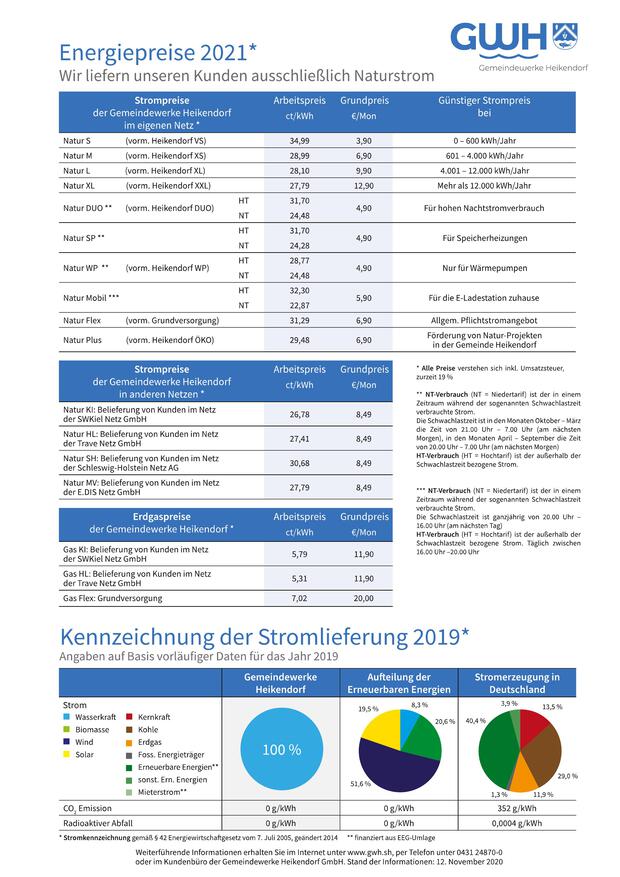 GWH
Gemeindewerke Heikendorf
Energiepreise 2021*
Wir liefern unseren Kunden ausschließlich Naturstrom
Strompreise
der Gemeindewerke Heikendorf
im eigenen Netz *
Arbeitspreis
ct/kWh
Grundpreis
€/Mon
Günstiger Strompreis
bei
Natur S (vorm. Heikendorf VS) 34,99 3,90 0 – 600 kWh/Jahr
Natur M (vorm. Heikendorf XS) 28,99 6,90 601 – 4.000 kWh/Jahr
Natur L (vorm. Heikendorf XL) 28,10 9,90 4.001 – 12.000 kWh/Jahr
Natur XL (vorm. Heikendorf XXL) 27,79 12,90 Mehr als 12.000 kWh/Jahr
Natur DUO ** (vorm. Heikendorf DUO) HT 31,70 4,90 Für hohen Nachtstromverbrauch
NT 24,48
Natur SP ** HT 31,70 4,90 Für Speicherheizungen
NT 24,28
Natur WP ** (vorm. Heikendorf WP) HT 28,77 4,90 Nur für Wärmepumpen
NT 24,48
Natur Mobil *** HT 32,30 5,90 Für die E-Ladestation zuhause
NT 22,87
Natur Flex (vorm. Grundversorgung) 31,29 6,90 Allgem. Pflichtstromangebot
Natur Plus (vorm. Heikendorf ÖKO) 29,48 6,90 Förderung von Natur-Projekten
in der Gemeinde Heikendorf
Strompreise
der Gemeindewerke Heikendorf
in anderen Netzen *
Arbeitspreis
ct/kWh
Grundpreis
€/Mon
Natur KI: Belieferung von Kunden im Netz
der SWKiel Netz GmbH 26,78 8,49
Natur HL: Belieferung von Kunden im Netz
der Trave Netz GmbH 27,41 8,49
Natur SH: Belieferung von Kunden im Netz
der Schleswig-Holstein Netz AG 30,68 8,49
Natur MV: Belieferung von Kunden im Netz
der E.DIS Netz GmbH 27,79 8,49
Erdgaspreise
der Gemeindewerke Heikendorf *
Arbeitspreis
ct/kWh
Grundpreis
€/Mon
Gas KI: Belieferung von Kunden im Netz
der SWKiel Netz GmbH 5,79 11,90
Gas HL: Belieferung von Kunden im Netz
der Trave Netz GmbH 5,31 11,90
Gas Flex: Grundversorgung 7,02 20,00
* Alle Preise verstehen sich inkl. Umsatzsteuer,
zurzeit 19 %
** NT-Verbrauch (NT = Niedertarif) ist der in einem
Zeitraum während der sogenannten Schwachlastzeit
verbrauchte Strom.
Die Schwachlastzeit ist in den Monaten Oktober – März
die Zeit von 21.00 Uhr – 7.00 Uhr (am nächsten
Morgen), in den Monaten April – September die Zeit
von 20.00 Uhr – 7.00 Uhr (am nächsten Morgen)
HT-Verbrauch (HT = Hochtarif) ist der außerhalb der
Schwachlastzeit bezogene Strom.
*** NT-Verbrauch (NT = Niedertarif) ist der in einem
Zeitraum während der sogenannten Schwachlastzeit
verbrauchte Strom.
Die Schwachlastzeit ist ganzjährig von 20.00 Uhr –
16.00 Uhr (am nächsten Tag)
HT-Verbrauch (HT = Hochtarif) ist der außerhalb der
Schwachlastzeit bezogene Strom. Täglich zwischen
16.00 Uhr –20.00 Uhr
Kennzeichnung der Stromlieferung 2019*
Angaben auf Basis vorläufiger Daten für das Jahr 2019
Gemeindewerke
Heikendorf
Aufteilung der
Erneuerbaren Energien
Stromerzeugung in
Deutschland
Strom
Wasserkraft
Biomasse
Wind
Solar
Kernkraft
Kohle
Erdgas
Foss. Energieträger
Erneuerbare Energien**
sonst. Ern. Energien
Mieterstrom**
100 %
19,5 %
8,3 %
20,6 %
51,6 %
3,9 %
13,5 %
40,4 %
29,0 %
1,3 %
11,9 %
CO2 Emission 0 g/kWh 0 g/kWh 352 g/kWh
Radioaktiver Abfall 0 g/kWh 0 g/kWh 0,0004 g/kWh
* Stromkennzeichnung gemäß § 42 Energiewirtschaftgesetz vom 7. Juli 2005, geändert 2014 ** finanziert aus EEG-Umlage
Weiterführende Informationen erhalten Sie im Internet unter www.gwh.sh, per Telefon unter 0431 24870-0
oder im Kundenbüro der Gemeindewerke Heikendorf GmbH. Stand der Informationen: 12. November 2020